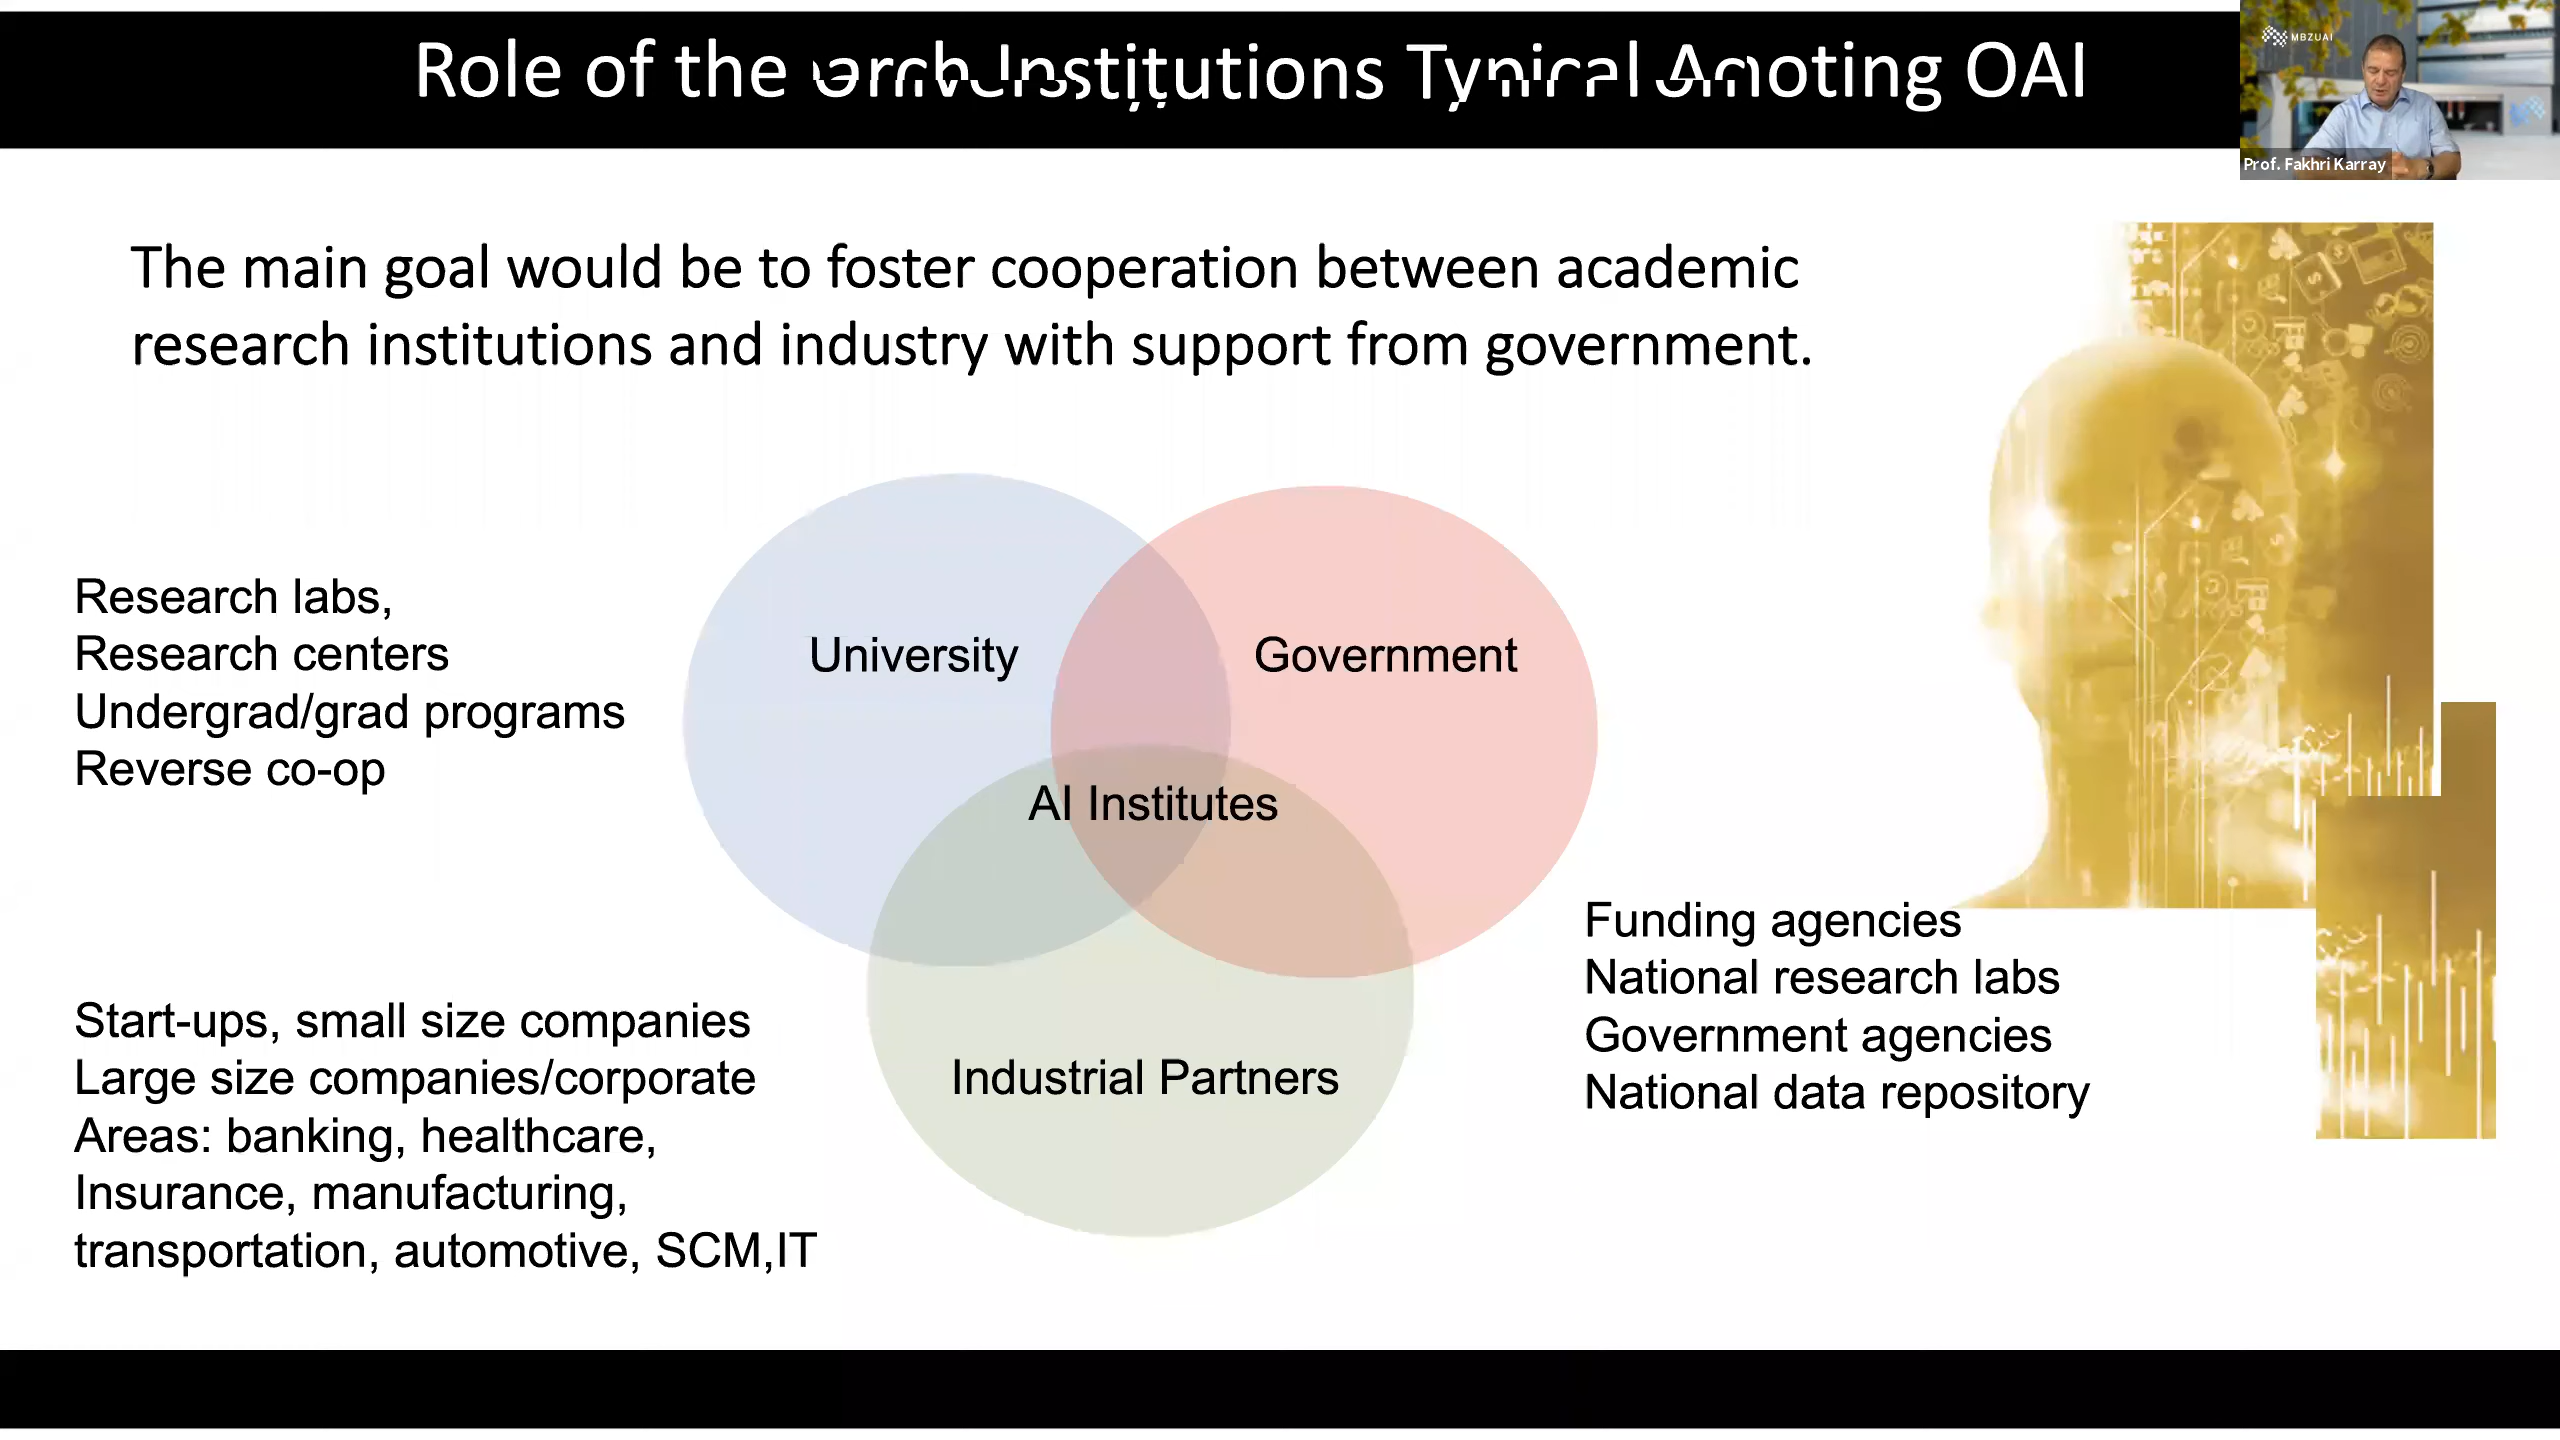 Role of the Institutions Typical OAI
MBZUAI
Prof. Fakhri Karray
The main goal would be to foster cooperation between academic
research institutions and industry with support from government.
Research labs,
Research centers
Undergrad/grad programs
Reverse co-op
University
Government
AI Institutes
Industrial Partners
Start-ups, small size companies
Large size companies/corporate
Areas: banking, healthcare,
Insurance, manufacturing,
transportation, automotive, SCM,IT
Funding agencies
National research labs
Government agencies
National data repository